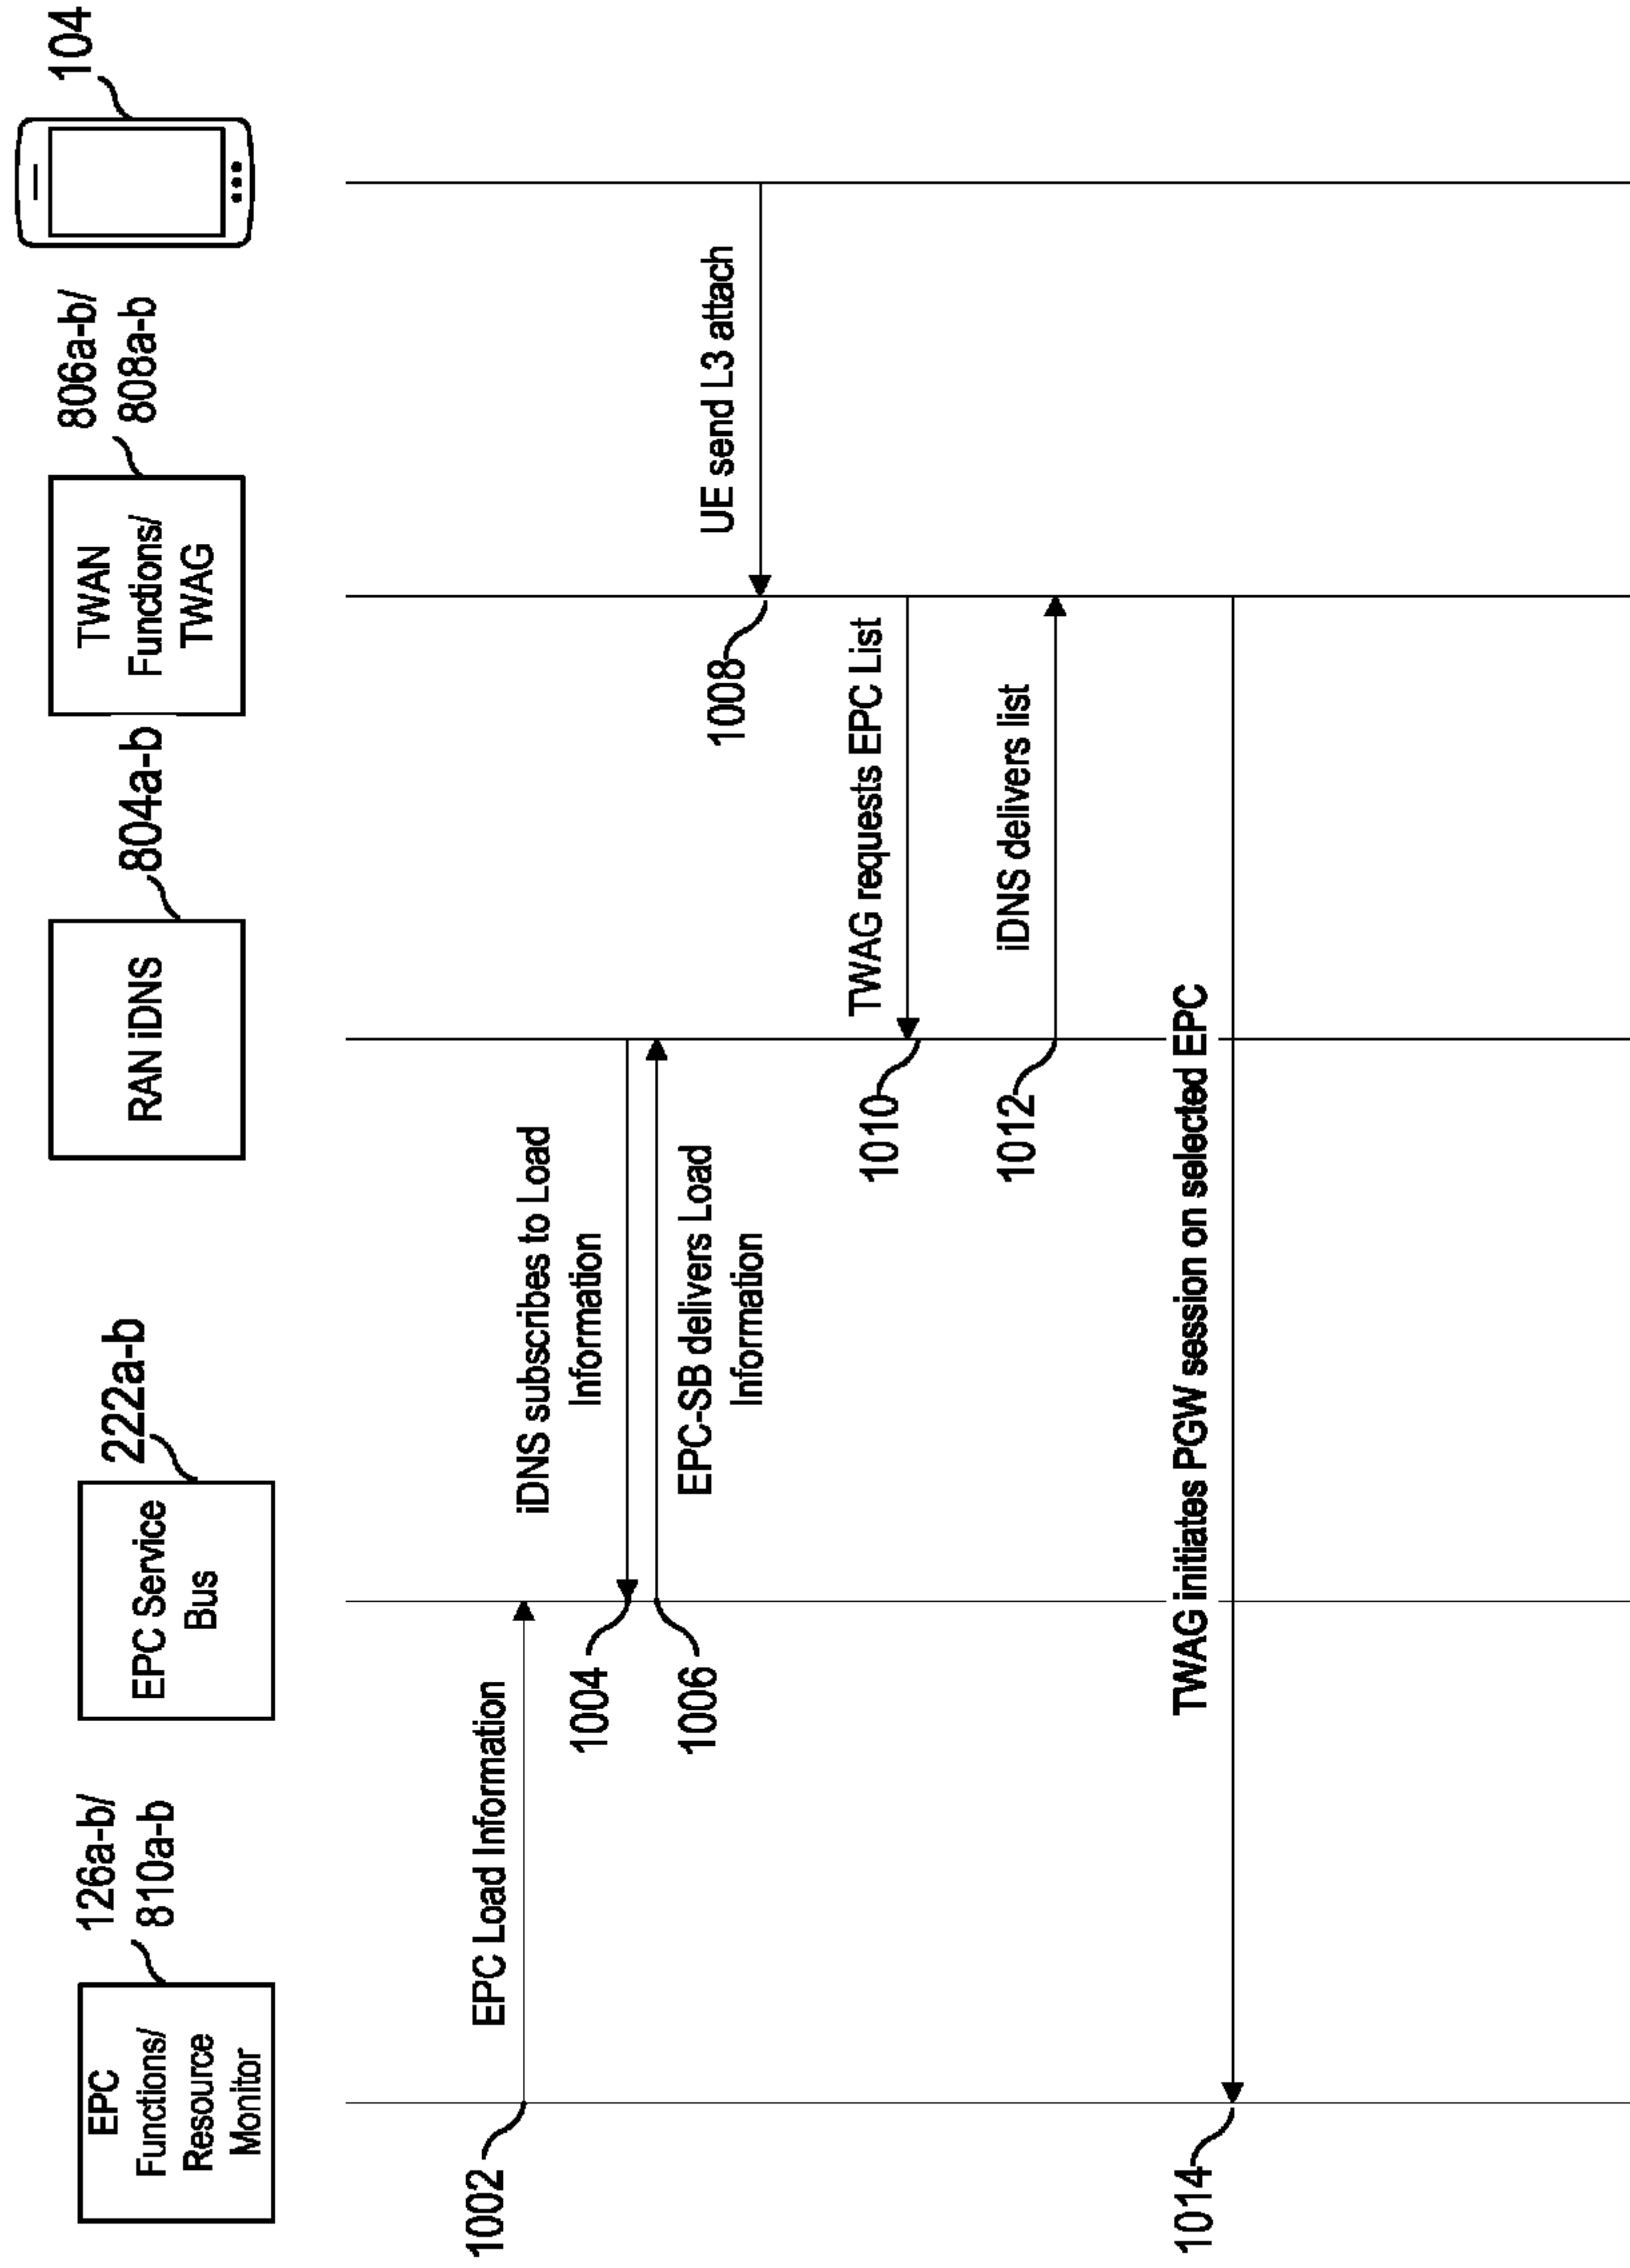 EPC
Functions/
Resource
Monitor
126a-b/
810a-b
EPC Service
Bus
222a-b
RAN iDNS
804a-b
TWAN
Functions/
TWAG
806a-b/
808a-b
104
1002
EPC Load Information
iDNS subscribes to Load
Information
1004
EPC-SB delivers Load
Information
1006
UE send L3 attach
1008
TWAG requests EPC List
1010
iDNS delivers list
1012
TWAG initiates PGW session on selected EPC
1014